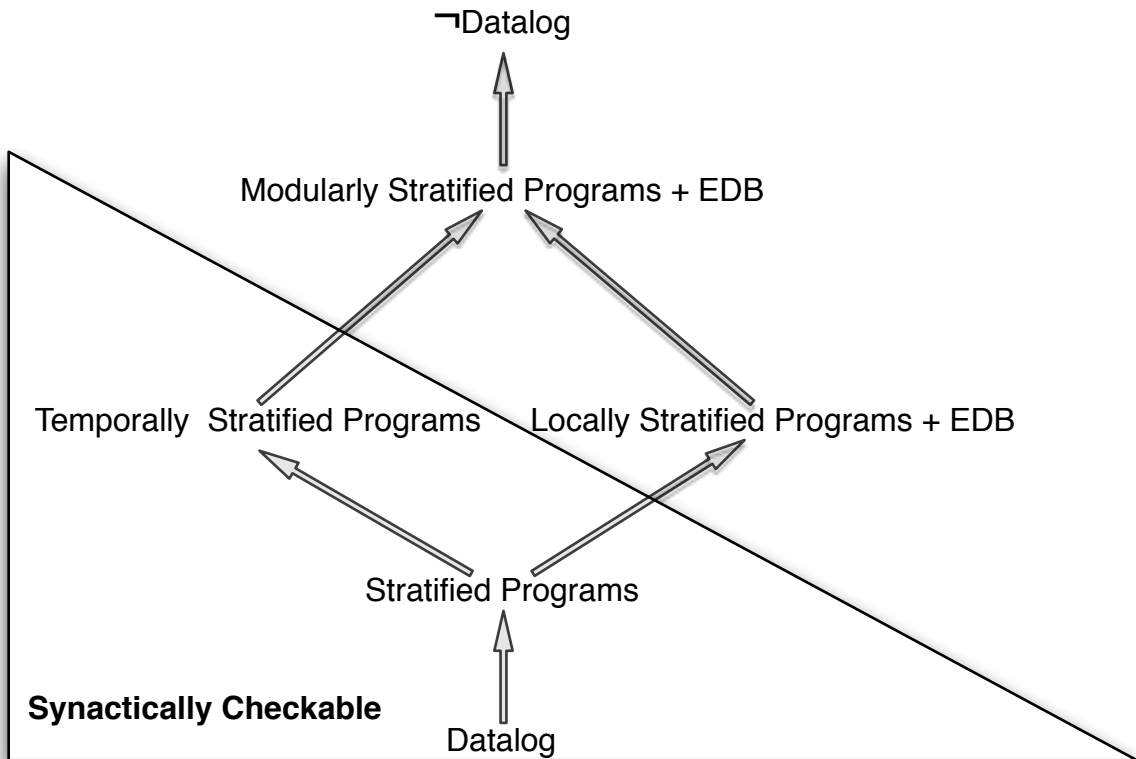 ¬Datalog
Modularly Stratified Programs + EDB
Temporally Stratified Programs
Locally Stratified Programs + EDB
Stratified Programs
Synactically Checkable
Datalog